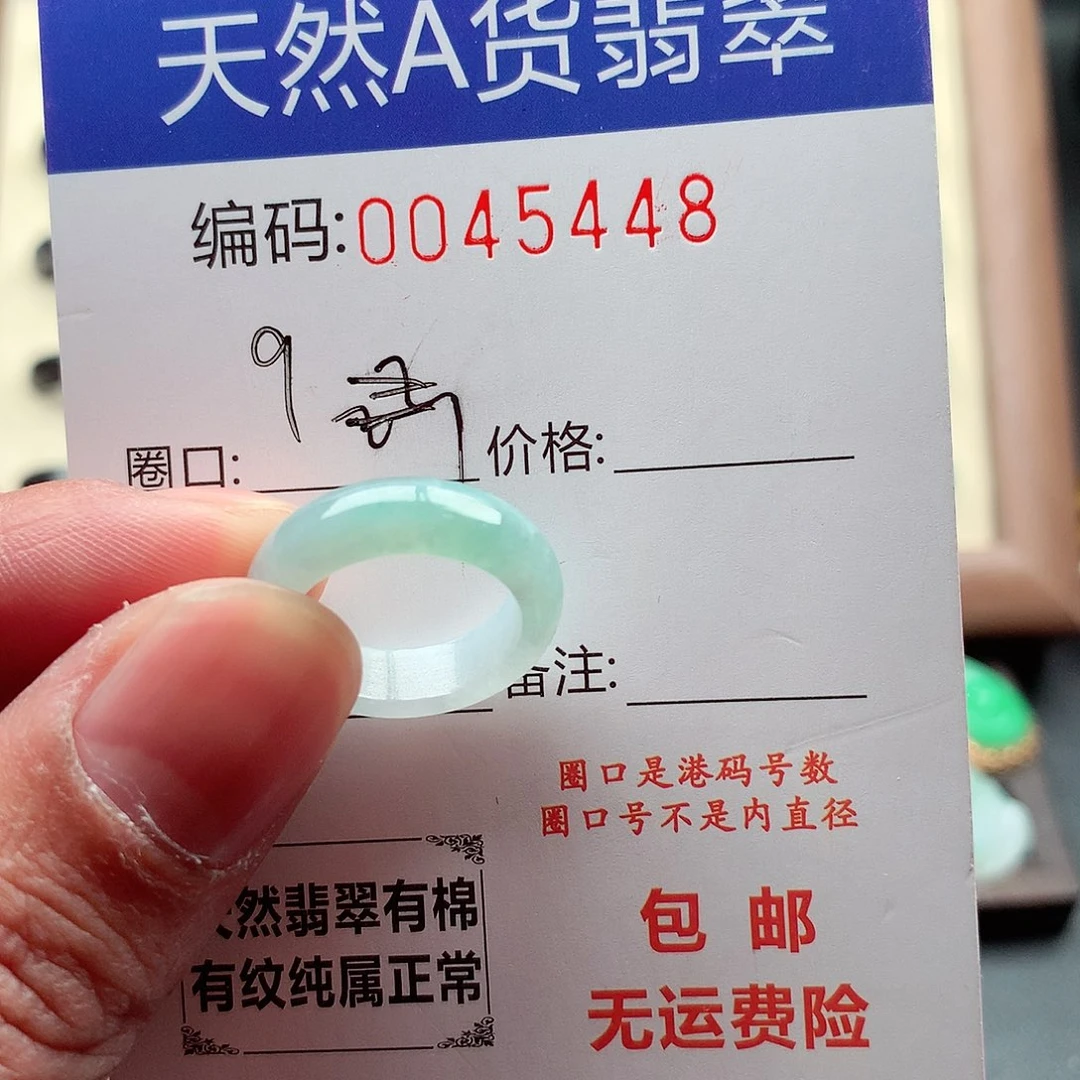 天然A货翡翠
编码:0045448
9
圈口:
价格:
备注:
圈口是港码号数
圈口号不是内直径
天然翡翠有棉
有纹纯属正常
包邮
无运费险